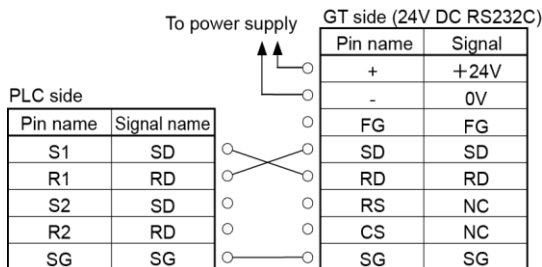 To power supply
GT side (24V DC RS232C)
Pin name Signal
+ +24V
- 0V
FG FG
SD SD
RD RD
RS NC
CS NC
SG SG
PLC side
Pin name Signal name
S1 SD
R1 RD
S2 SD
R2 RD
SG SG